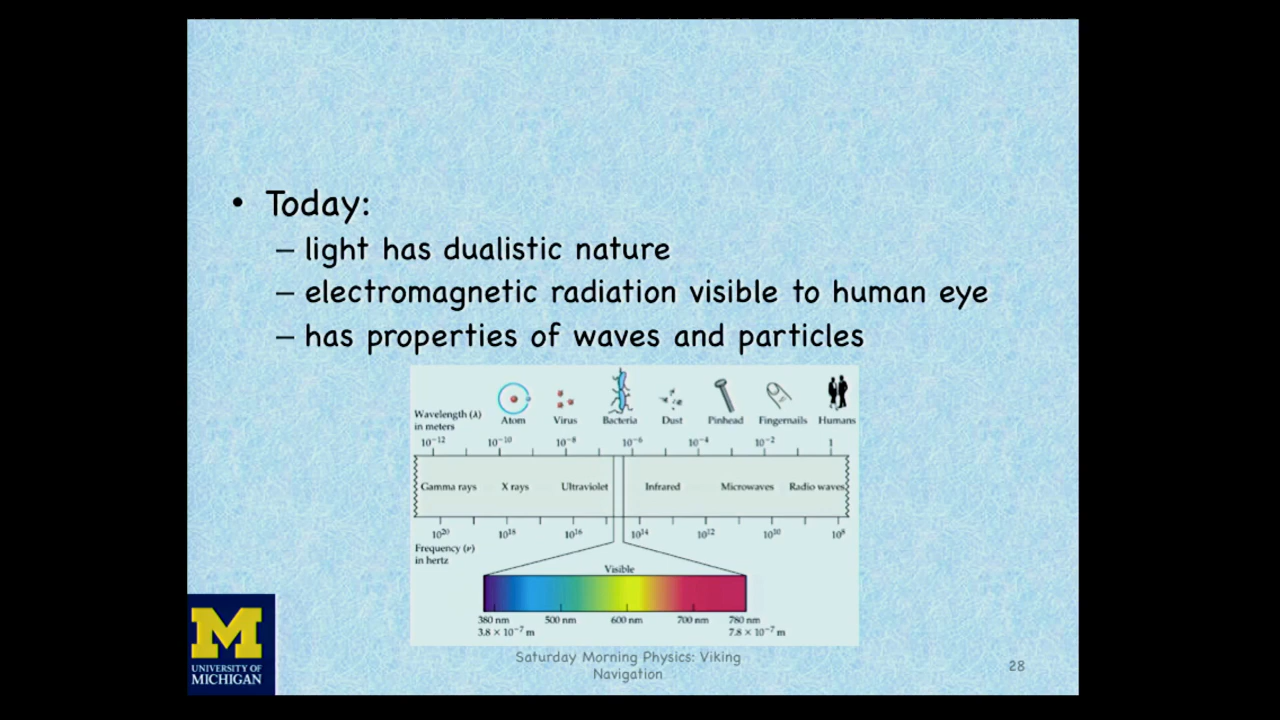 • Today:
– light has dualistic nature
– electromagnetic radiation visible to human eye
– has properties of waves and particles
Wavelength (λ)
in meters
Atom Virus Bacteria Dust Pinhead Fingernails Humans
10⁻¹² 10⁻¹⁰ 10⁻⁸ 10⁻⁶ 10⁻⁴ 10⁻² 1
Gamma rays X rays Ultraviolet Infrared Microwaves Radio waves
10²⁰ 10¹⁸ 10¹⁶ 10¹⁴ 10¹² 10¹⁰ 10⁸
Frequency (ν)
in hertz
Visible
380 nm 500 nm 600 nm 700 nm 780 nm
3.8 × 10⁻⁷ m 7.8 × 10⁻⁷ m
M
UNIVERSITY OF
MICHIGAN
Saturday Morning Physics: Viking
Navigation
28